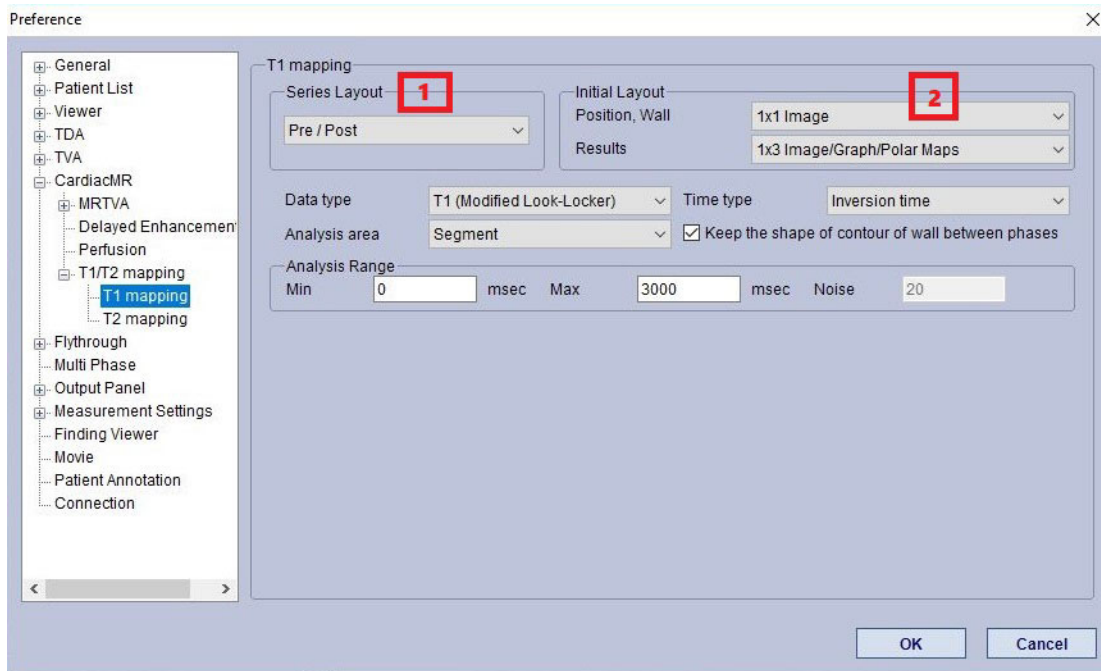 Preference
General
Patient List
Viewer
TDA
TVA
CardiacMR
MRTVA
Delayed Enhancemen
Perfusion
T1/T2 mapping
T1 mapping
T2 mapping
Flythrough
Multi Phase
Output Panel
Measurement Settings
Finding Viewer
Movie
Patient Annotation
Connection
T1 mapping
Series Layout 1
Pre / Post
Initial Layout 2
Position, Wall 1x1 Image
Results 1x3 Image/Graph/Polar Maps
Data type T1 (Modified Look-Locker) Time type Inversion time
Analysis area Segment Keep the shape of contour of wall between phases
Analysis Range
Min 0 msec Max 3000 msec Noise 20
OK Cancel